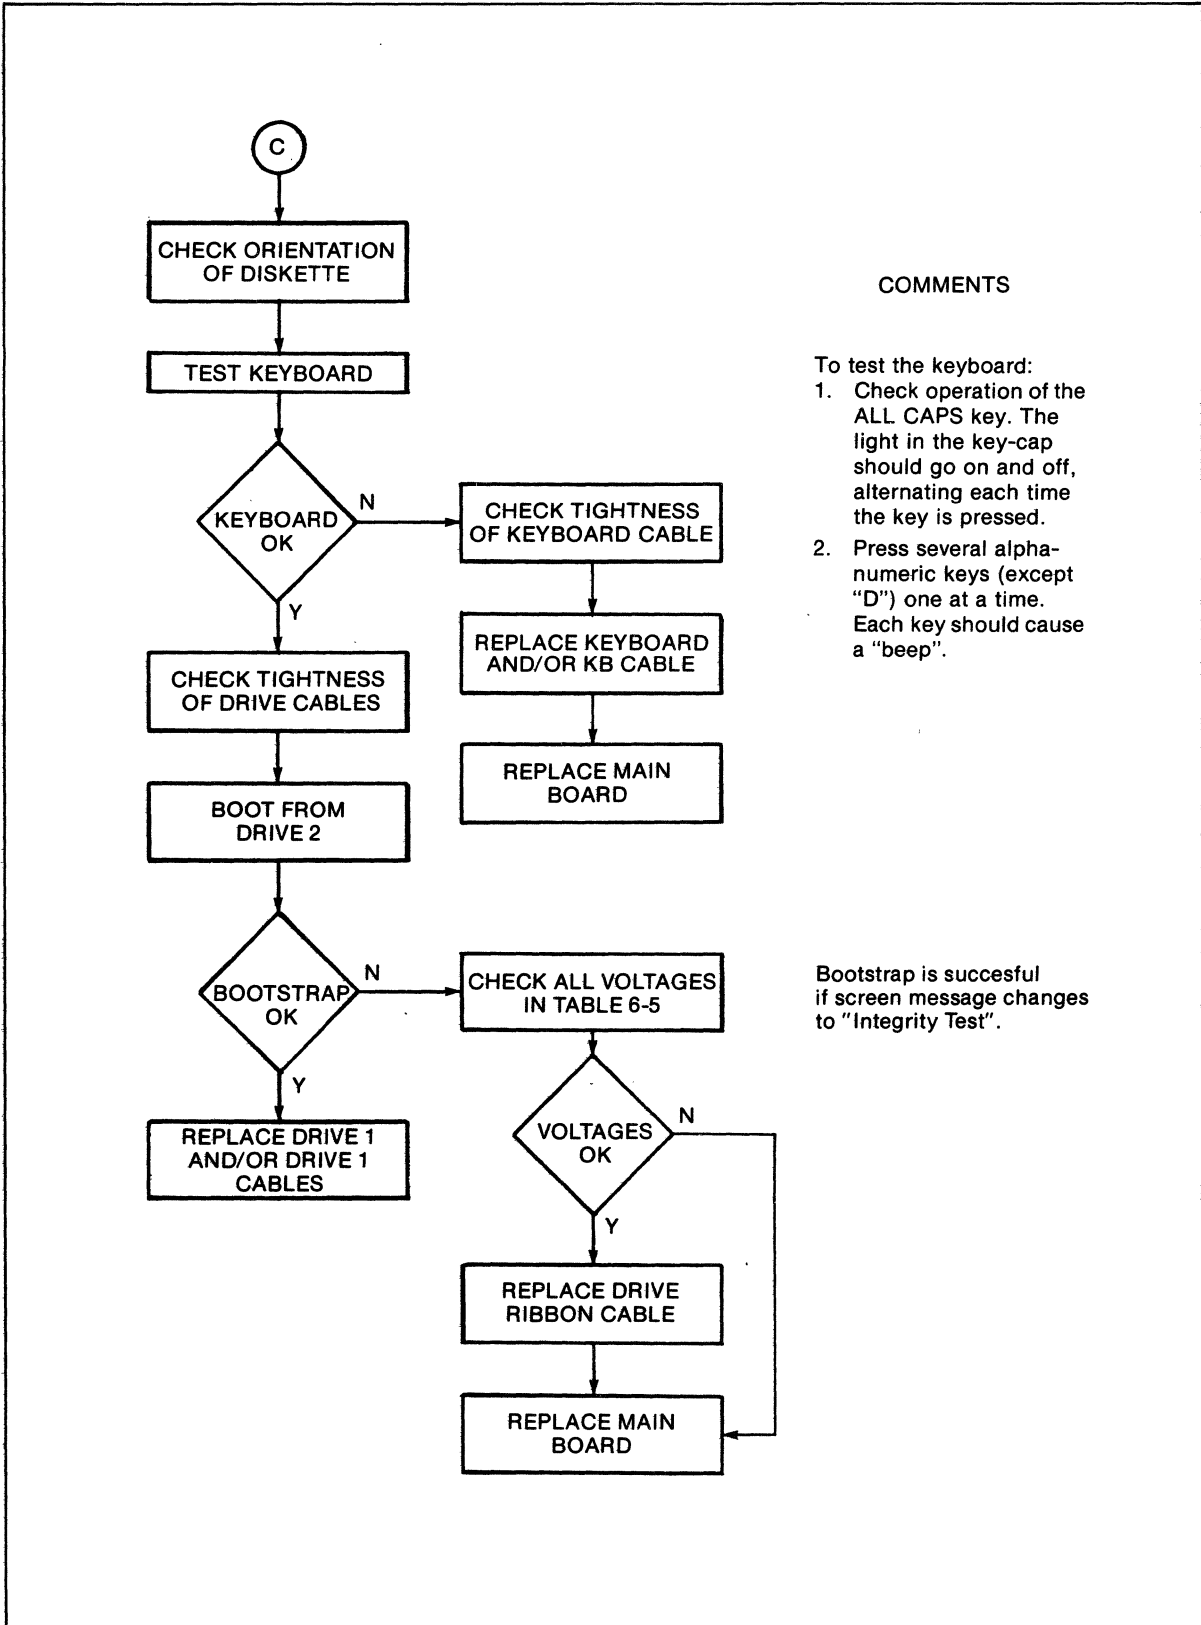 C
CHECK ORIENTATION
OF DISKETTE
TEST KEYBOARD
KEYBOARD
OK
N
Y
CHECK TIGHTNESS
OF KEYBOARD CABLE
REPLACE KEYBOARD
AND/OR KB CABLE
REPLACE MAIN
BOARD
CHECK TIGHTNESS
OF DRIVE CABLES
BOOT FROM
DRIVE 2
BOOTSTRAP
OK
N
Y
CHECK ALL VOLTAGES
IN TABLE 6-5
VOLTAGES
OK
N
Y
REPLACE DRIVE 1
AND/OR DRIVE 1
CABLES
REPLACE DRIVE
RIBBON CABLE
REPLACE MAIN
BOARD
COMMENTS
To test the keyboard:
1. Check operation of the
ALL CAPS key. The
light in the key-cap
should go on and off,
alternating each time
the key is pressed.
2. Press several alpha-
numeric keys (except
"D") one at a time.
Each key should cause
a "beep".
Bootstrap is succesful
if screen message changes
to "Integrity Test".